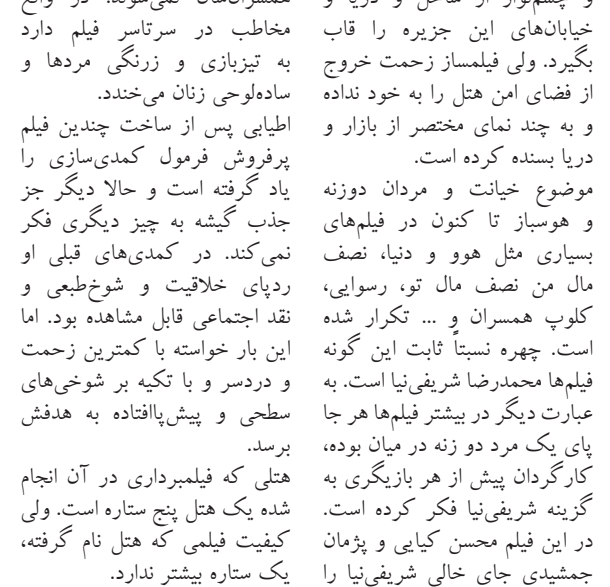 خیابان‌های این جزیره را قاب
بگیرد. ولی فیلمساز زحمت خروج
از فضای امن هتل را به خود نداده
و به چند نمای مختصر از بازار و
دریا بسنده کرده است.
موضوع خیانت و مردان دوزنه
و هوسباز تا کنون در فیلم‌های
بسیاری مثل هوو و دنیا، نصف
مال من نصف مال تو، رسوایی،
کلوپ همسران و ... تکرار شده
است. چهره نسبتاً ثابت این گونه
فیلم‌ها محمدرضا شریفی‌نیا است. به
عبارت دیگر در بیشتر فیلم‌ها هر جا
پای یک مرد دو زنه در میان بوده،
کارگردان پیش از هر بازیگری به
گزینه شریفی‌نیا فکر کرده است.
در این فیلم محسن کیایی و پژمان
جمشیدی جای خالی شریفی‌نیا را
مخاطب در سرتاسر فیلم دارد
به تیزبازی و زرنگی مردها و
ساده‌لوحی زنان می‌خندد.
اطیابی پس از ساخت چندین فیلم
پرفروش فرمول کمدی‌سازی را
یاد گرفته است و حالا دیگر جز
جذب گیشه به چیز دیگری فکر
نمی‌کند. در کمدی‌های قبلی او
ردپای خلاقیت و شوخ‌طبعی و
نقد اجتماعی قابل مشاهده بود. اما
این بار خواسته با کمترین زحمت
و دردسر و با تکیه بر شوخی‌های
سطحی و پیش‌پاافتاده به هدفش
برسد.
هتلی که فیلمبرداری در آن انجام
شده یک هتل پنج ستاره است. ولی
کیفیت فیلمی که هتل نام گرفته،
یک ستاره بیشتر ندارد.